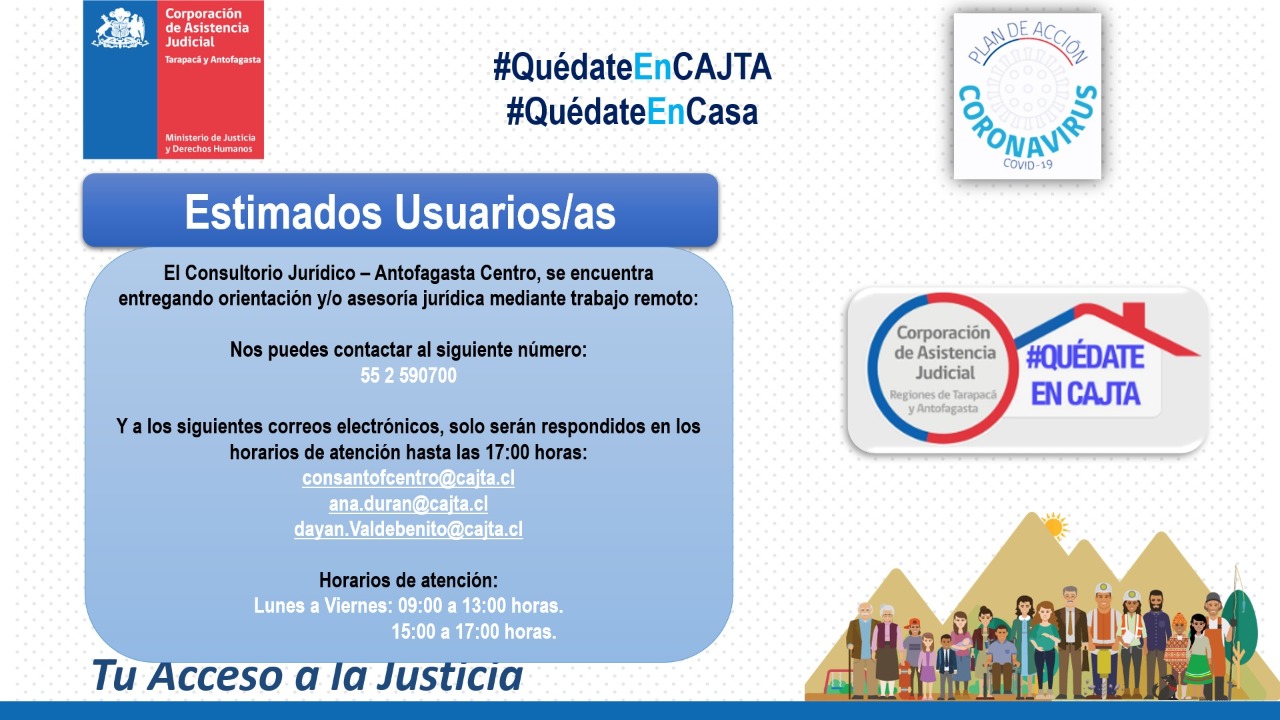 Corporación
de Asistencia
Judicial
Tarapacá y Antofagasta
Ministerio de Justicia
y Derechos Humanos
#QuédateEnCAJTA
#QuédateEnCasa
PLAN DE ACCIÓN
CORONAVIRUS
COVID-19
Estimados Usuarios/as
El Consultorio Jurídico – Antofagasta Centro, se encuentra
entregando orientación y/o asesoría jurídica mediante trabajo remoto:
Nos puedes contactar al siguiente número:
55 2 590700
Y a los siguientes correos electrónicos, solo serán respondidos en los
horarios de atención hasta las 17:00 horas:
consantofcentro@cajta.cl
ana.duran@cajta.cl
dayan.Valdebenito@cajta.cl
Horarios de atención:
Lunes a Viernes: 09:00 a 13:00 horas.
15:00 a 17:00 horas.
Corporación
de Asistencia
Judicial
Regiones de Tarapacá
y Antofagasta
#QUÉDATE
EN CAJTA
Tu Acceso a la Justicia